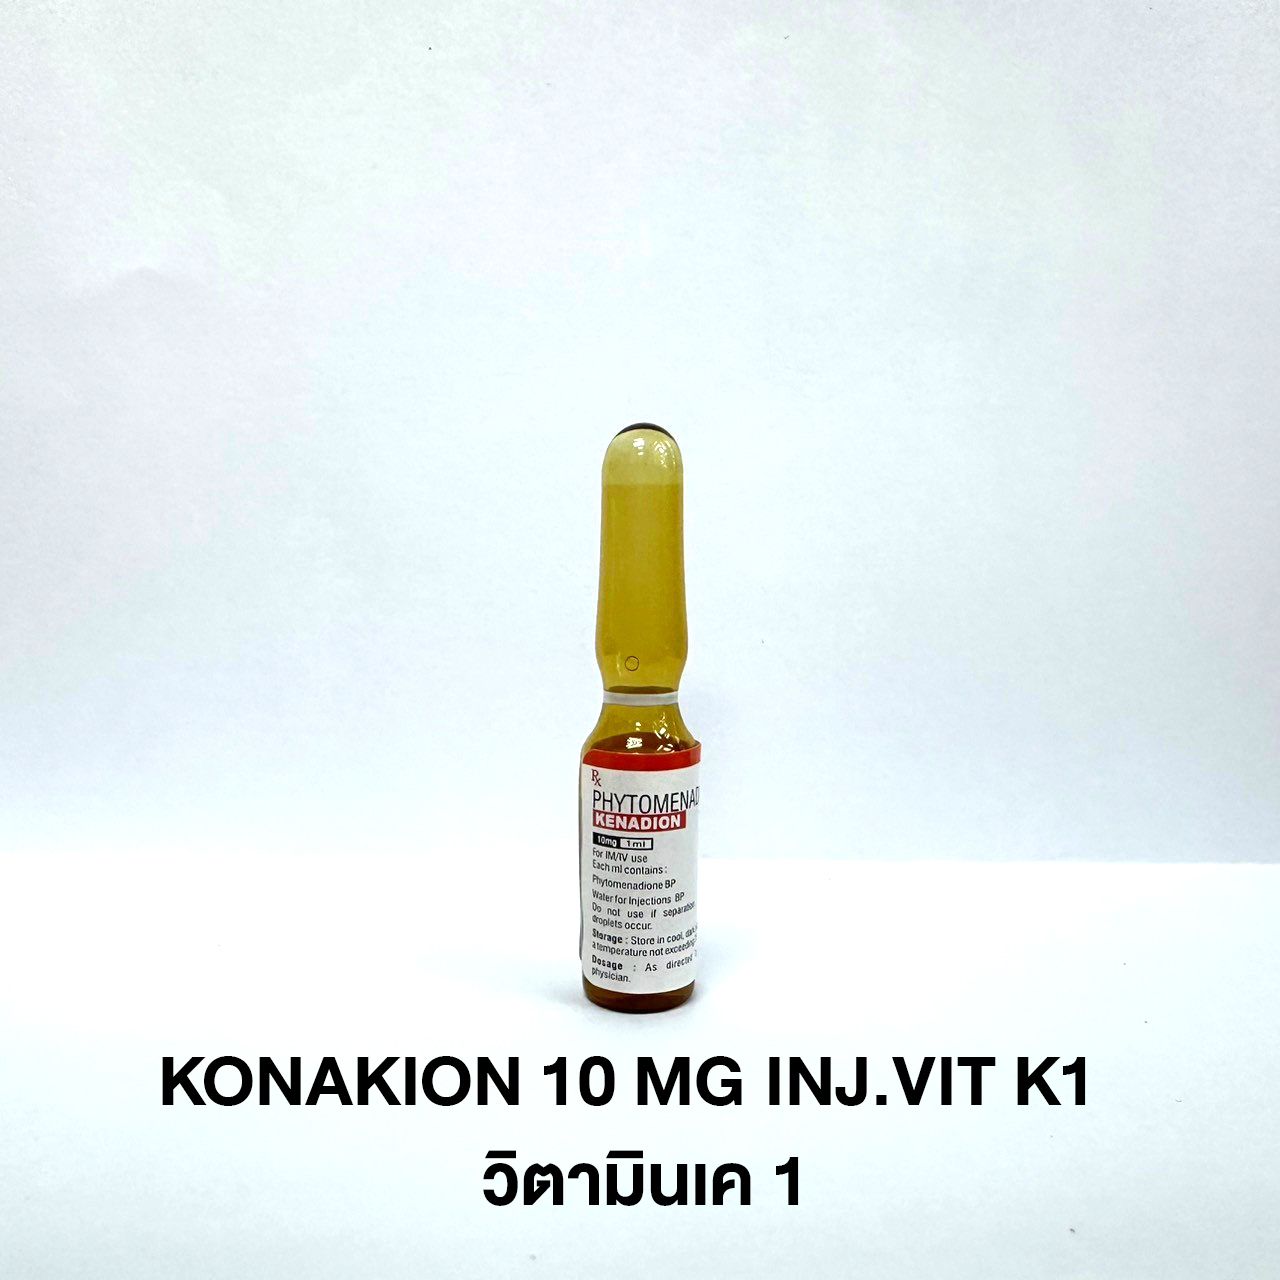 Rx
PHYTOMENAD
KENADION
10mg 1ml
For IM/IV use
Each ml contains :
Phytomenadione BP
Water for Injections BP
Do not use if separation
droplets occur.
Storage : Store in cool, dark
a temperature not exceeding
Dosage : As directed
physician.
KONAKION 10 MG INJ.VIT K1
วิตามินเค 1